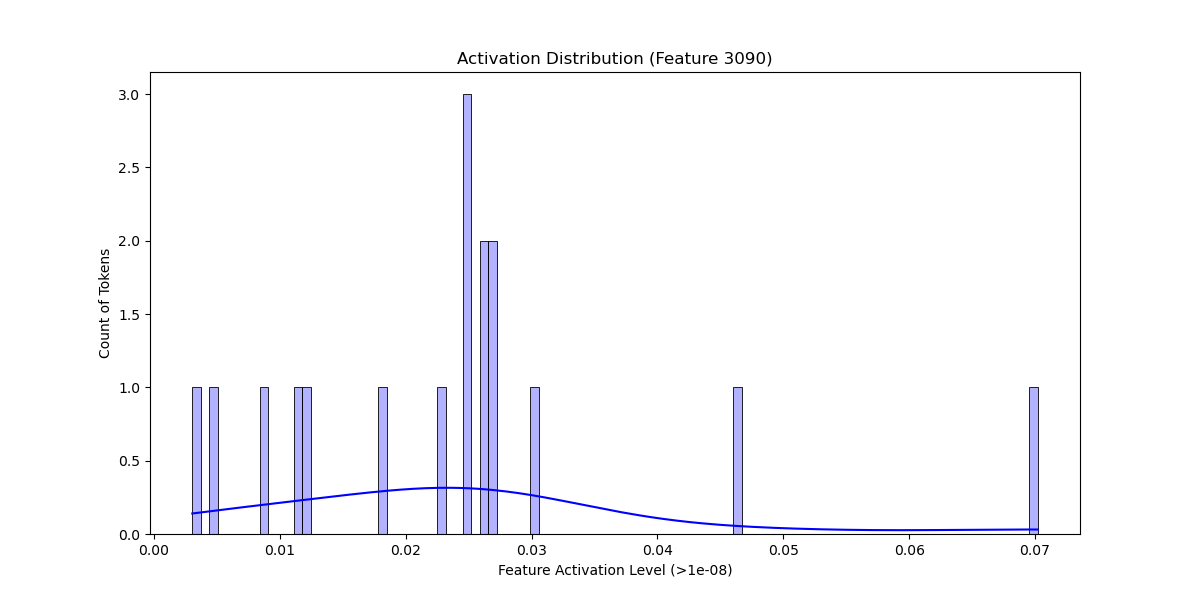 Activation Distribution (Feature 3090)
3.0
2.5
2.0
1.5
1.0
0.5
0.0
Count of Tokens
0.00 0.01 0.02 0.03 0.04 0.05 0.06 0.07
Feature Activation Level (>1e-08)